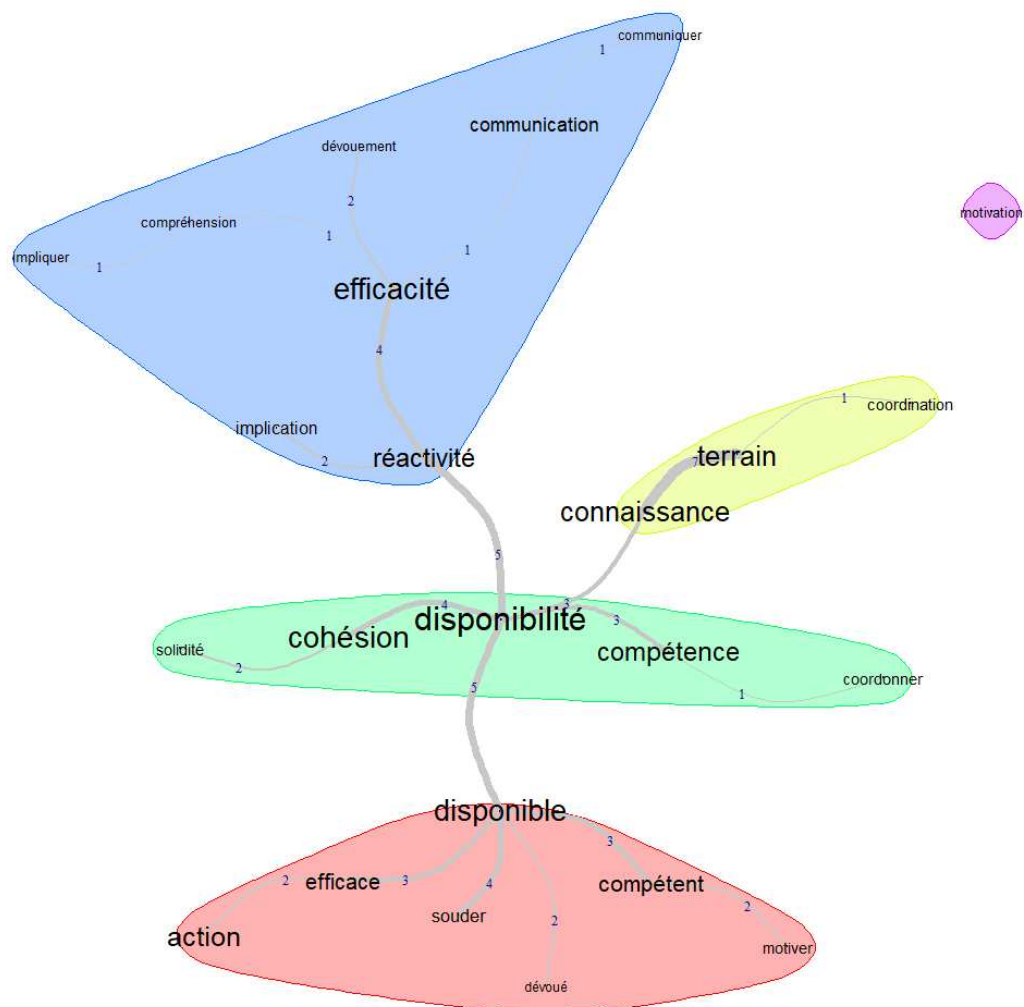 communiquer
1
communication
dévouement
2
motivation
compréhension
1
1
impliquer
1
efficacité
4
1
coordination
implication
2
réactivité
7
terrain
connaissance
5
4
3
disponibilité
3
cohésion
solidité
2
compétence
coordonner
5
1
disponible
3
2
efficace
3
4
compétent
souder
2
2
action
motiver
dévoué